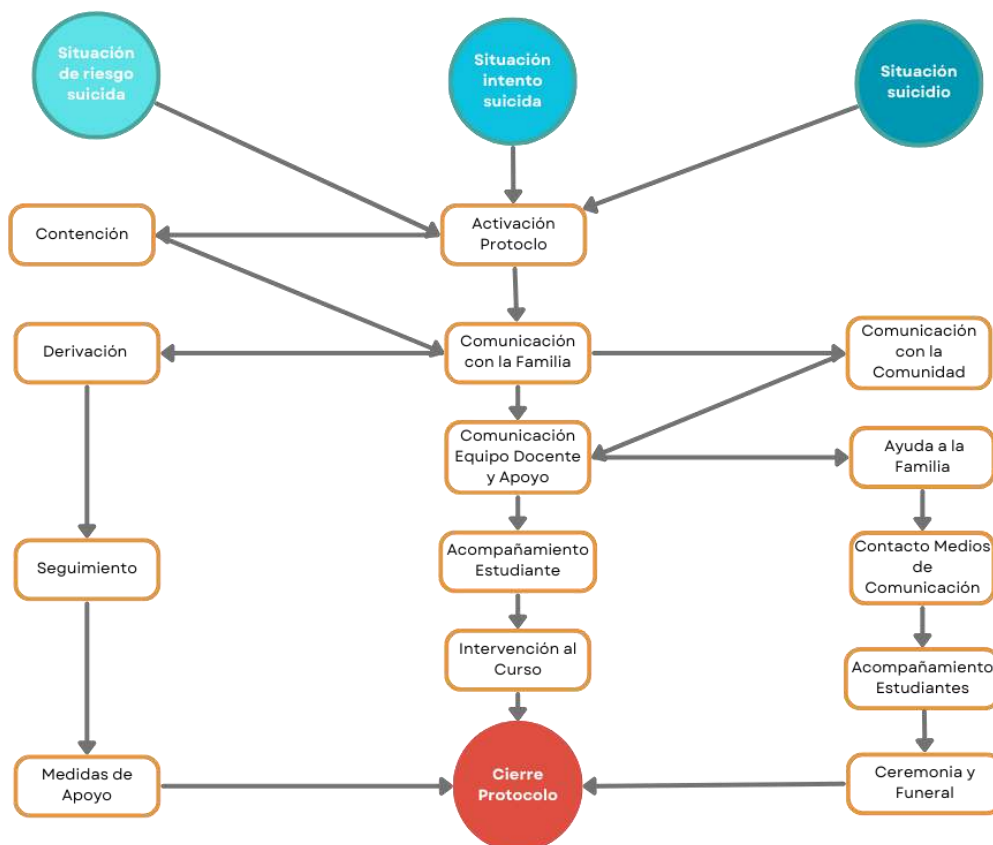 Situación
de riesgo
suicida
Situación
intento
suicida
Situación
suicidio
Contención
Activación
Protoclo
Derivación
Comunicación
con la Familia
Comunicación
con la
Comunidad
Comunicación
Equipo Docente
y Apoyo
Ayuda a la
Familia
Seguimiento
Acompañamiento
Estudiante
Contacto Medios
de
Comunicación
Intervención al
Curso
Acompañamiento
Estudiantes
Medidas de
Apoyo
Cierre
Protocolo
Ceremonia y
Funeral